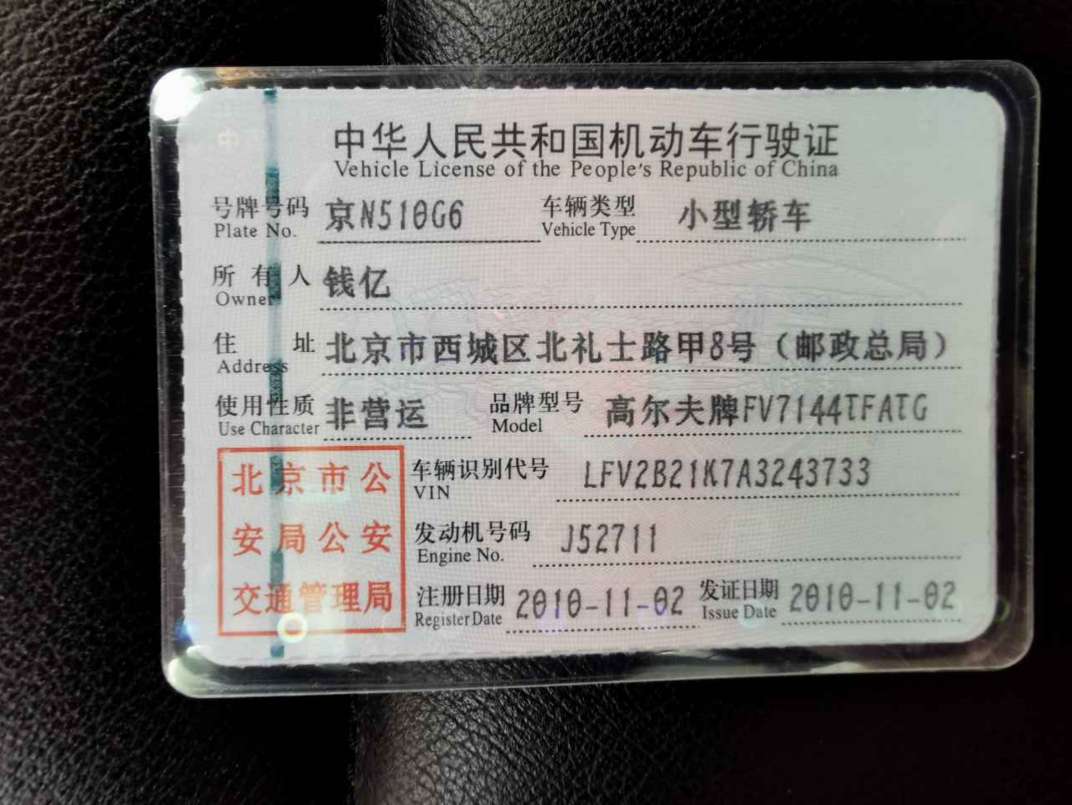 中华人民共和国机动车行驶证
Vehicle License of the People's Republic of China
号牌号码 京N510G6 车辆类型 小型轿车
Plate No. Vehicle Type
所有人 钱亿
Owner
住址 北京市西城区北礼士路甲8号（邮政总局）
Address
使用性质 非营运 品牌型号 高尔夫牌FV7144TFATG
Use Character Model
北京市公 车辆识别代号 LFV2B21K7A3243733
VIN
安局公安 发动机号码 J52711
Engine No.
交通管理局 注册日期 2010-11-02 发证日期 2010-11-02
Register Date Issue Date